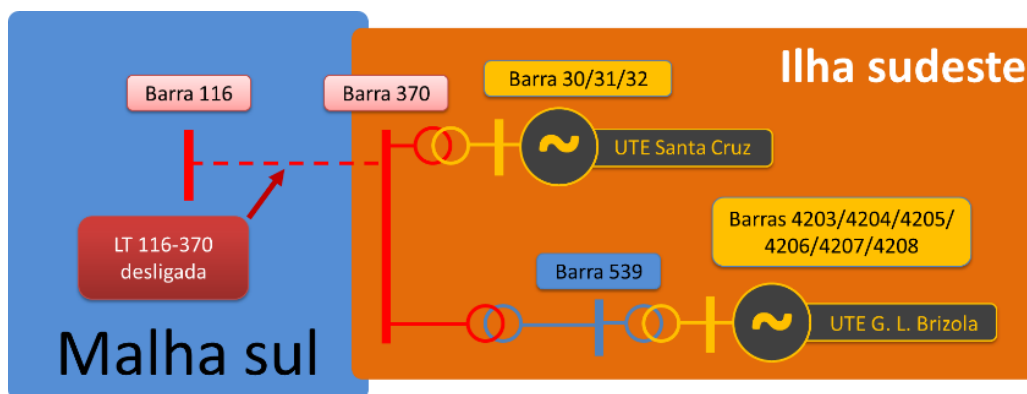 Ilha sudeste
Barra 116
Barra 370
Barra 30/31/32
UTE Santa Cruz
LT 116-370
desligada
Barras 4203/4204/4205/
4206/4207/4208
Barra 539
UTE G. L. Brizola
Malha sul